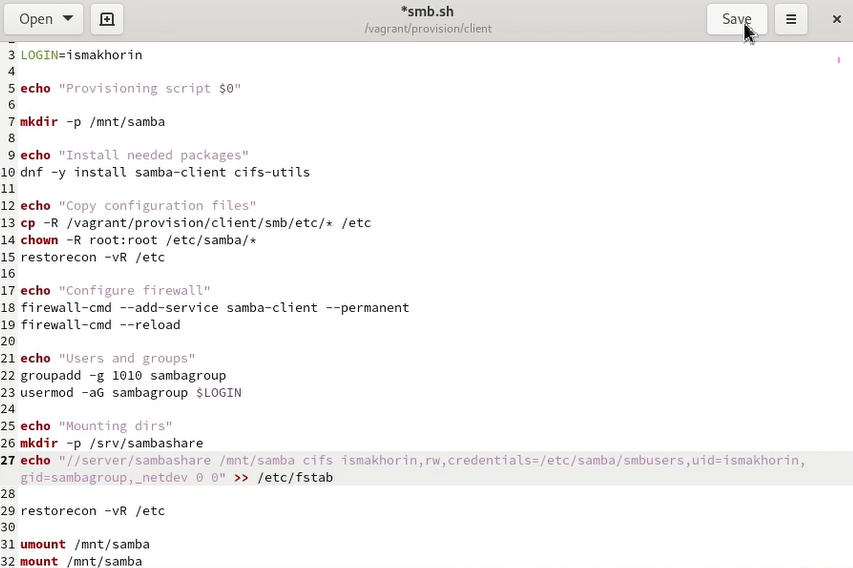 Open
*smb.sh
/vagrant/provision/client
Save
3 LOGIN=ismakhorin
4
5 echo "Provisioning script $0"
6
7 mkdir -p /mnt/samba
8
9 echo "Install needed packages"
10 dnf -y install samba-client cifs-utils
11
12 echo "Copy configuration files"
13 cp -R /vagrant/provision/client/smb/etc/* /etc
14 chown -R root:root /etc/samba/*
15 restorecon -vR /etc
16
17 echo "Configure firewall"
18 firewall-cmd --add-service samba-client --permanent
19 firewall-cmd --reload
20
21 echo "Users and groups"
22 groupadd -g 1010 sambagroup
23 usermod -aG sambagroup $LOGIN
24
25 echo "Mounting dirs"
26 mkdir -p /srv/sambashare
27 echo "//server/sambashare /mnt/samba cifs ismakhorin,rw,credentials=/etc/samba/smbusers,uid=ismakhorin,
gid=sambagroup,_netdev 0 0" >> /etc/fstab
28
29 restorecon -vR /etc
30
31 umount /mnt/samba
32 mount /mnt/samba